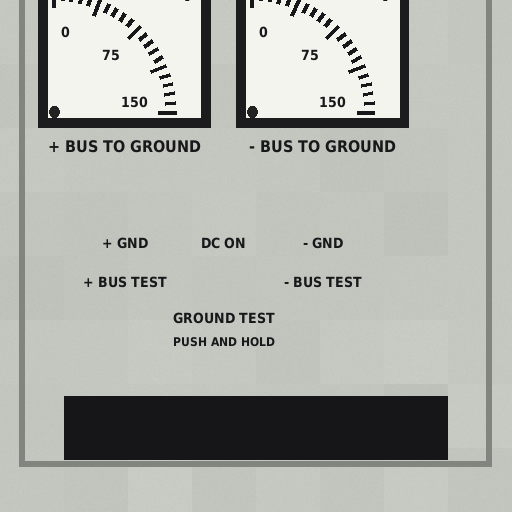 0 0
75 75
150 150
+ BUS TO GROUND - BUS TO GROUND
+ GND DC ON - GND
+ BUS TEST - BUS TEST
GROUND TEST
PUSH AND HOLD